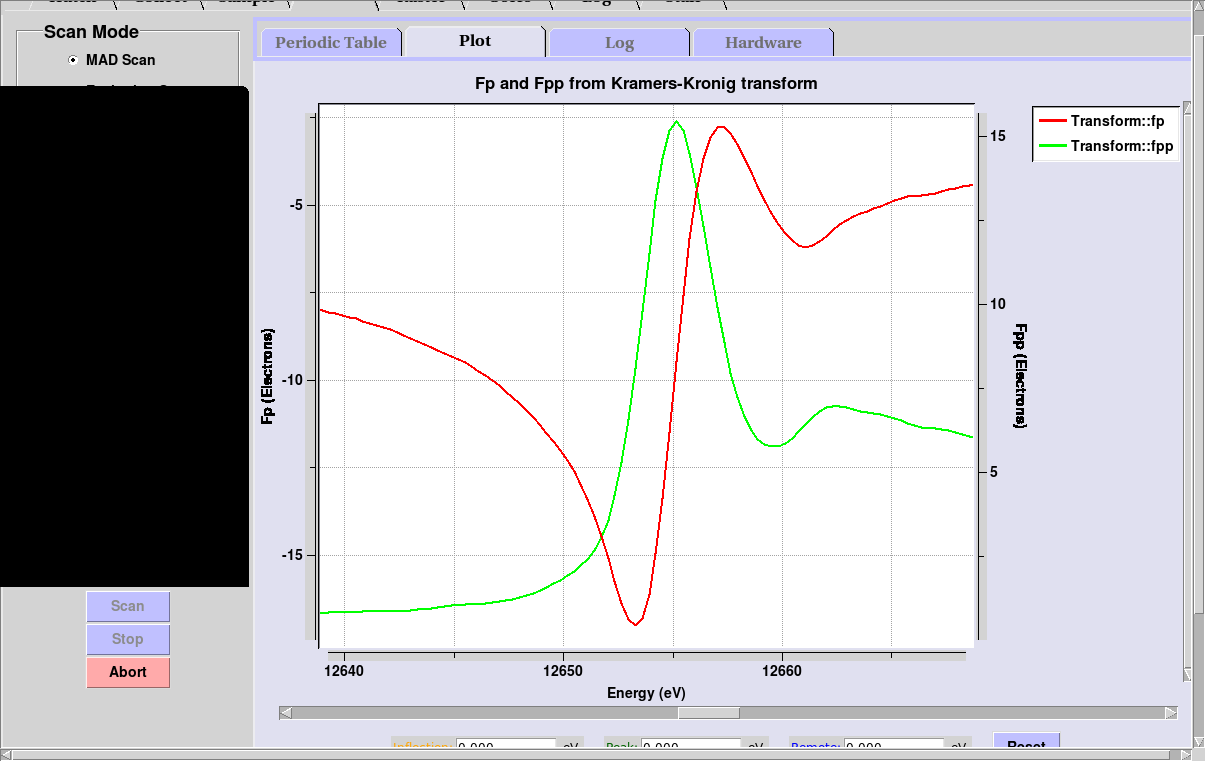 Scan Mode
MAD Scan
Periodic Table
Plot
Log
Hardware
Fp and Fpp from Kramers-Kronig transform
Transform::fp
Transform::fpp
Fp (Electrons)
-5
-10
-15
15
10
5
Fpp (Electrons)
12640 12650 12660
Energy (eV)
Scan
Stop
Abort
Inflection: 0.000 eV Peak: 0.000 eV Remote: 0.000 eV Reset